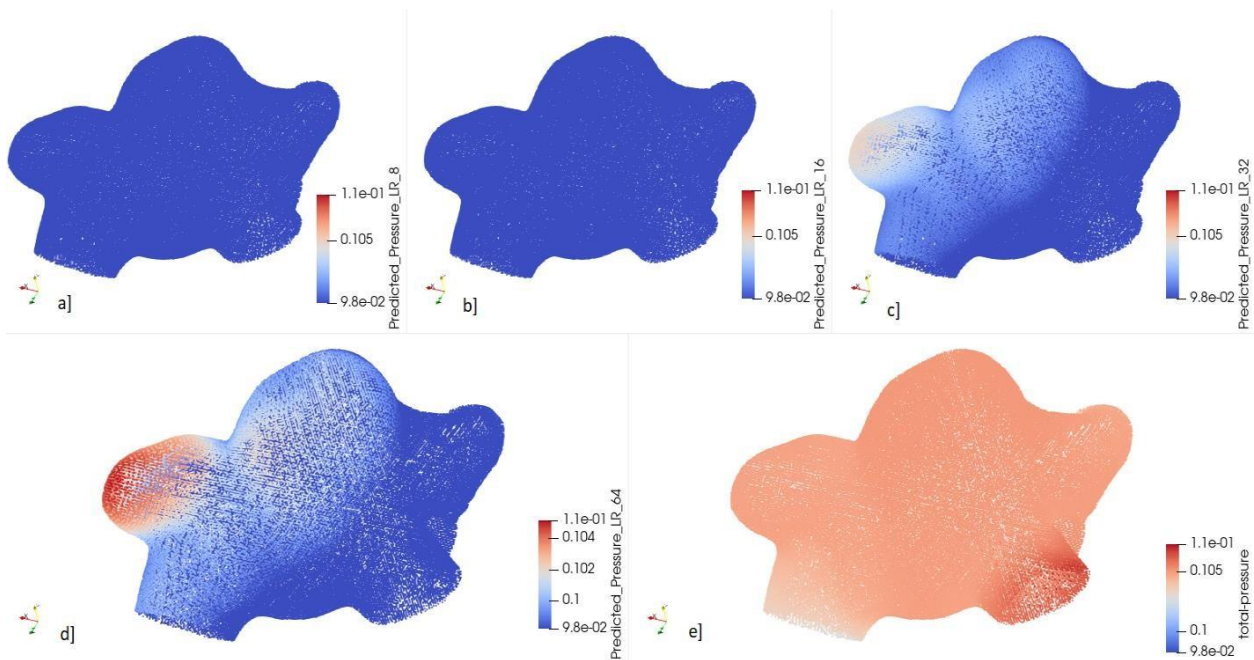 1.1e-01
0.105
9.8e-02
Predicted_Pressure_LR_8
a]
1.1e-01
0.105
9.8e-02
Predicted_Pressure_LR_16
b]
1.1e-01
0.105
9.8e-02
Predicted_Pressure_LR_32
c]
1.1e-01
0.104
0.102
0.1
9.8e-02
Predicted_Pressure_LR_64
d]
1.1e-01
0.105
0.1
9.8e-02
total-pressure
e]